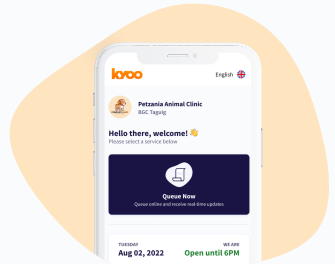 kyoo
English
Petzania Animal Clinic
BGC Taguig
Hello there, welcome! 👋
Please select a service below
Queue Now
Queue online and receive real-time updates
TUESDAY
WE ARE
Aug 02, 2022
Open until 6PM